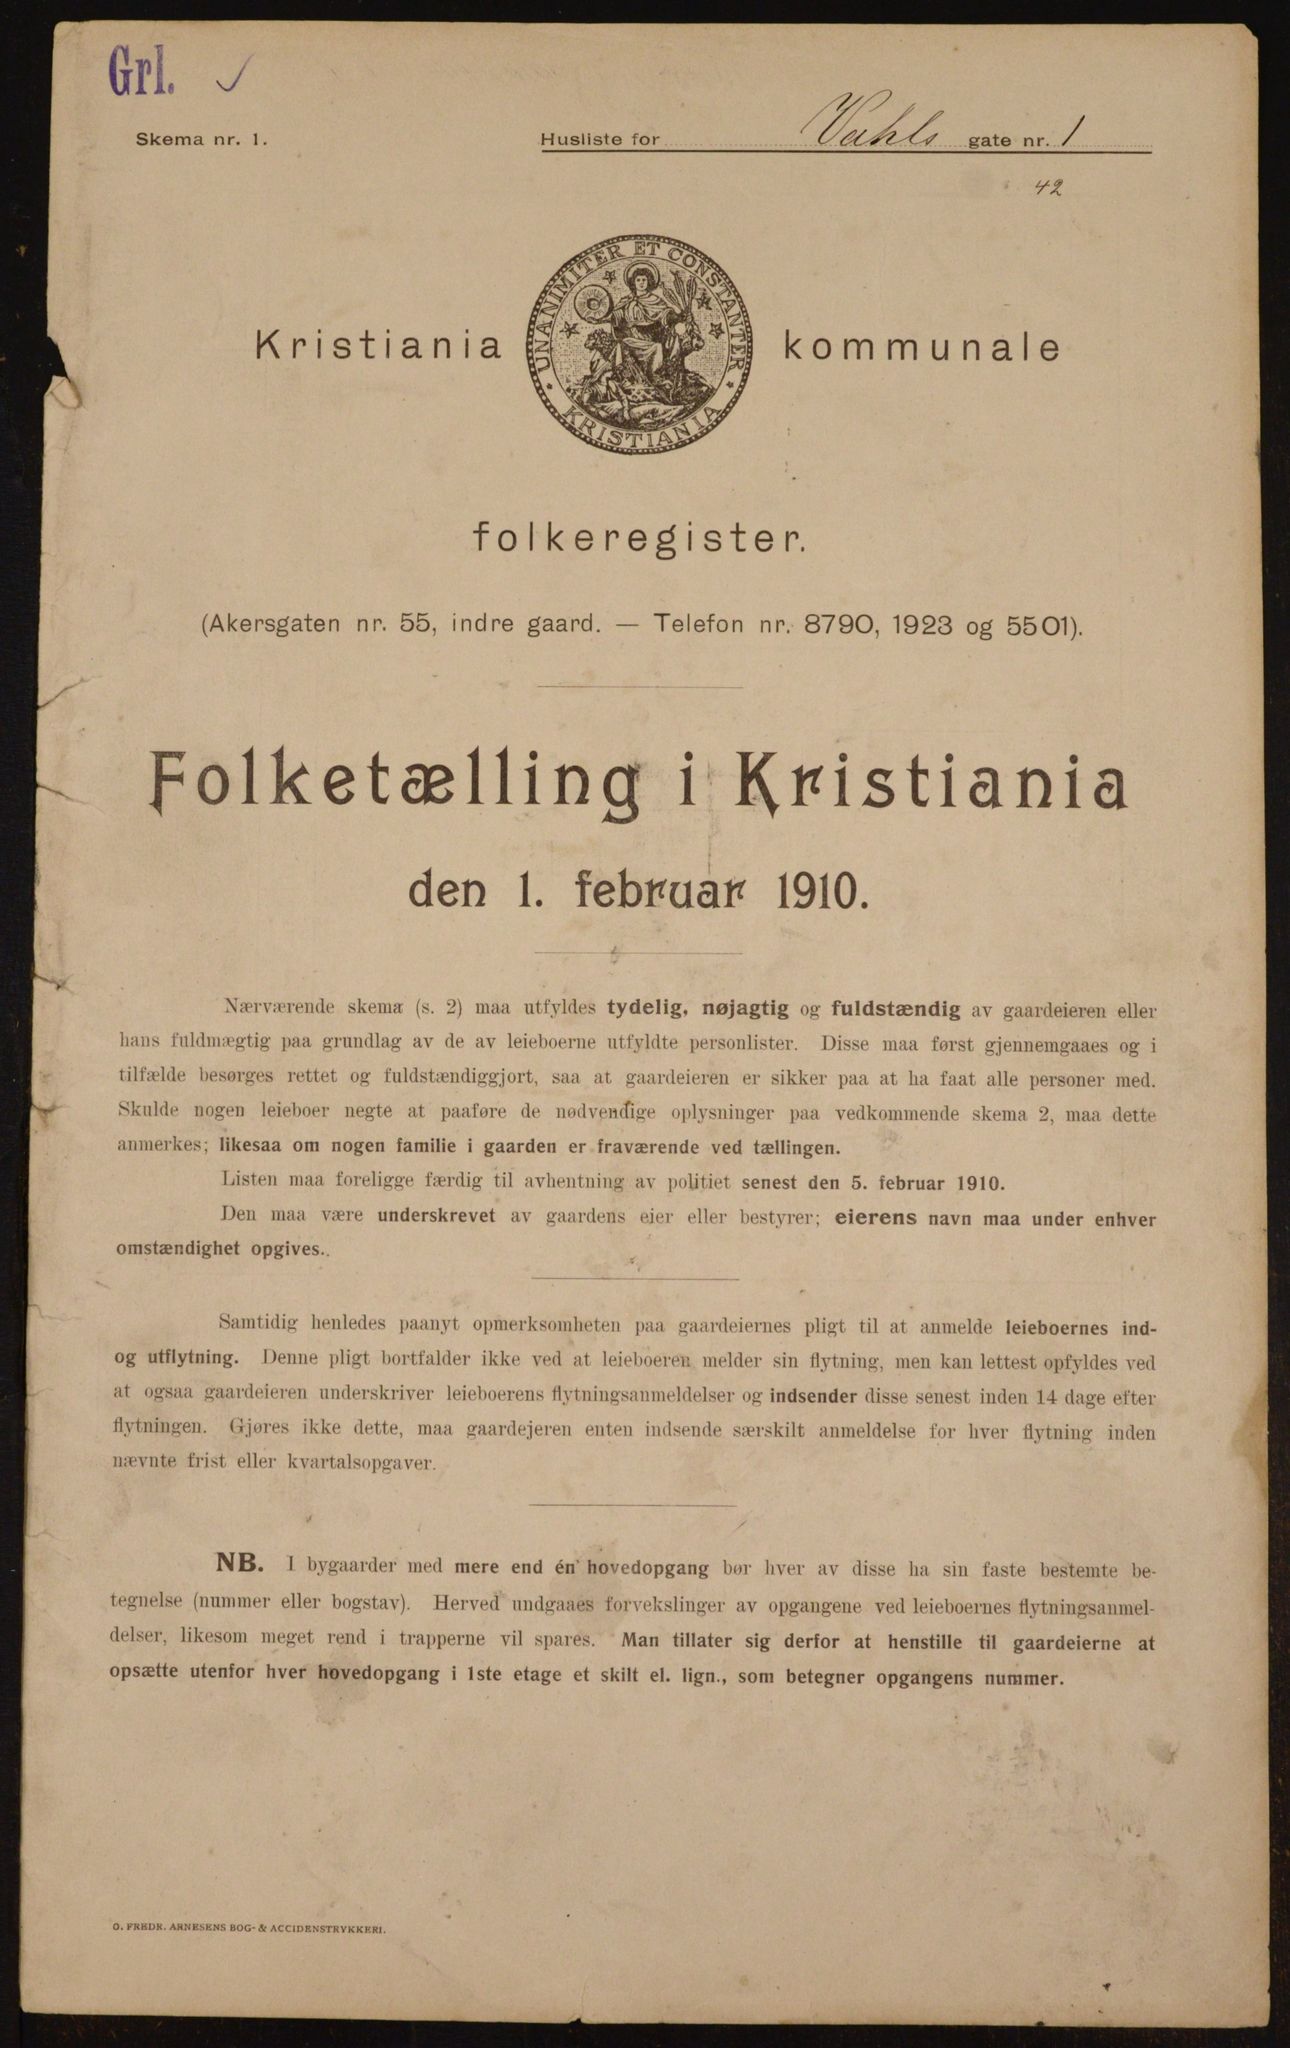 Grl.
Skema nr. 1.
Husliste for Vahls gate nr. 1
42
UNANIMITER ET CONSTANTER
KRISTIANIA
Kristiania kommunale
folkeregister.
(Akersgaten nr. 55, indre gaard. — Telefon nr. 8790, 1923 og 5501).
Folketælling i Kristiania
den 1. februar 1910.
Nærværende skema (s. 2) maa utfyldes tydelig, nøjagtig og fuldstændig av gaardeieren eller
hans fuldmægtig paa grundlag av de av leieboerne utfyldte personlister. Disse maa først gjennemgaaes og i
tilfælde besørges rettet og fuldstændiggjort, saa at gaardeieren er sikker paa at ha faat alle personer med.
Skulde nogen leieboer negte at paaføre de nødvendige oplysninger paa vedkommende skema 2, maa dette
anmerkes; likesaa om nogen familie i gaarden er fraværende ved tællingen.
Listen maa foreligge færdig til avhentning av politiet senest den 5. februar 1910.
Den maa være underskrevet av gaardens eier eller bestyrer; eierens navn maa under enhver
omstændighet opgives.
Samtidig henledes paanyt opmerksomheten paa gaardeiernes pligt til at anmelde leieboernes ind-
og utflytning. Denne pligt bortfalder ikke ved at leieboeren melder sin flytning, men kan lettest opfyldes ved
at ogsaa gaardeieren underskriver leieboerens flytningsanmeldelser og indsender disse senest inden 14 dage efter
flytningen. Gjøres ikke dette, maa gaardejeren enten indsende særskilt anmeldelse for hver flytning inden
nævnte frist eller kvartalsopgaver.
NB. I bygaarder med mere end én hovedopgang bør hver av disse ha sin faste bestemte be-
tegnelse (nummer eller bogstav). Herved undgaaes forvekslinger av opgangene ved leieboernes flytningsanmel-
delser, likesom meget rend i trapperne vil spares. Man tillater sig derfor at henstille til gaardeierne at
opsætte utenfor hver hovedopgang i 1ste etage et skilt el. lign., som betegner opgangens nummer.
O. FREDR. ARNESENS BOG- & ACCIDENSTRYKKERI.